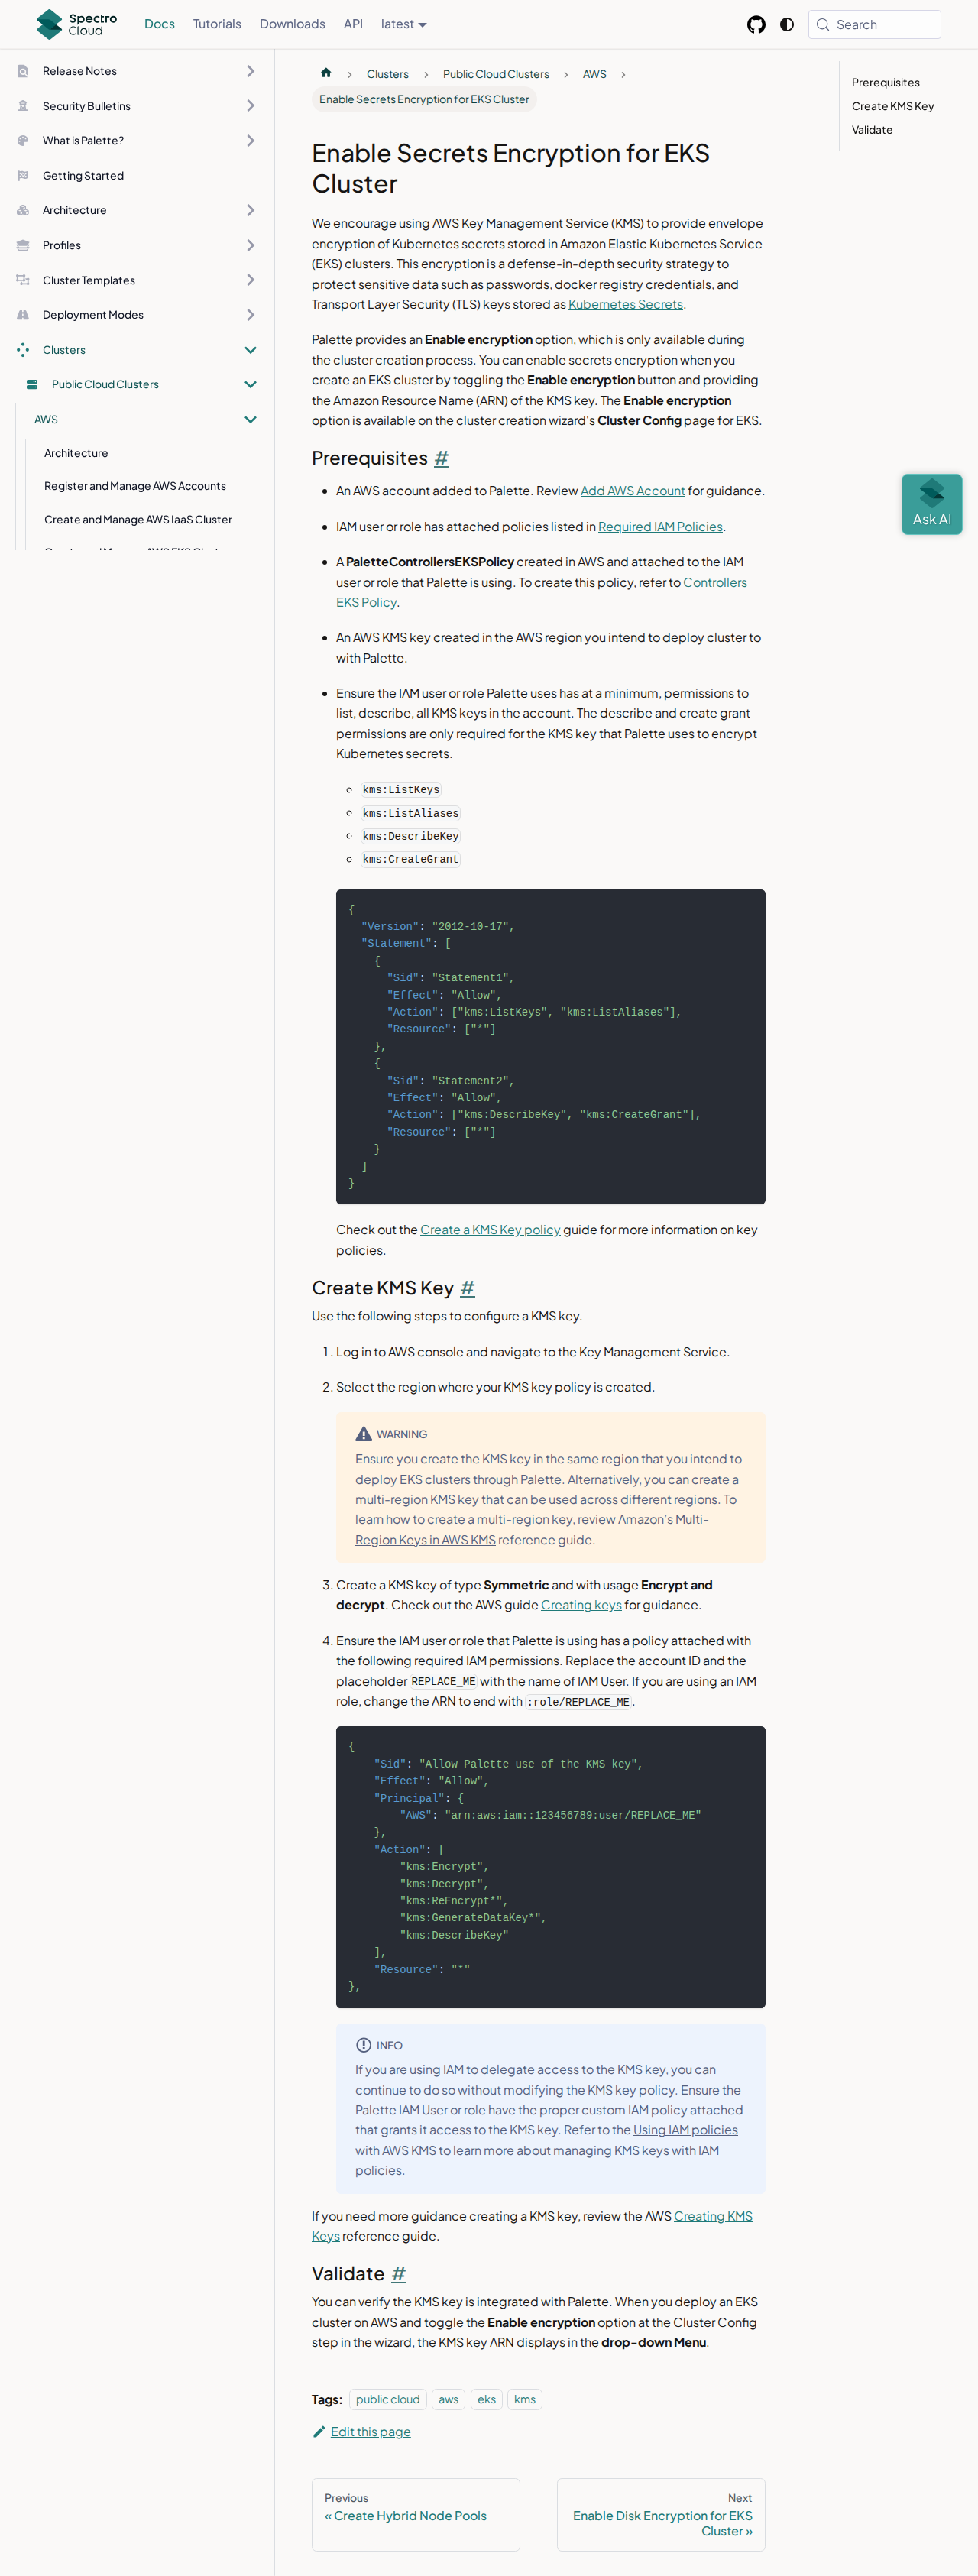 Spectro Cloud
Docs
Tutorials
Downloads
API
latest
Search
Release Notes
Security Bulletins
What is Palette?
Getting Started
Architecture
Profiles
Cluster Templates
Deployment Modes
Clusters
Public Cloud Clusters
AWS
Architecture
Register and Manage AWS Accounts
Create and Manage AWS IaaS Cluster
Clusters
Public Cloud Clusters
AWS
Enable Secrets Encryption for EKS Cluster
Prerequisites
Create KMS Key
Validate
Ask AI
Enable Secrets Encryption for EKS
Cluster
We encourage using AWS Key Management Service (KMS) to provide envelope
encryption of Kubernetes secrets stored in Amazon Elastic Kubernetes Service
(EKS) clusters. This encryption is a defense-in-depth security strategy to
protect sensitive data such as passwords, docker registry credentials, and
Transport Layer Security (TLS) keys stored as Kubernetes Secrets.
Palette provides an Enable encryption option, which is only available during
the cluster creation process. You can enable secrets encryption when you
create an EKS cluster by toggling the Enable encryption button and providing
the Amazon Resource Name (ARN) of the KMS key. The Enable encryption
option is available on the cluster creation wizard's Cluster Config page for EKS.
Prerequisites #
• An AWS account added to Palette. Review Add AWS Account for guidance.
• IAM user or role has attached policies listed in Required IAM Policies.
• A PaletteControllersEKSPolicy created in AWS and attached to the IAM
user or role that Palette is using. To create this policy, refer to Controllers
EKS Policy.
• An AWS KMS key created in the AWS region you intend to deploy cluster to
with Palette.
• Ensure the IAM user or role Palette uses has at a minimum, permissions to
list, describe, all KMS keys in the account. The describe and create grant
permissions are only required for the KMS key that Palette uses to encrypt
Kubernetes secrets.
◦ kms:ListKeys
◦ kms:ListAliases
◦ kms:DescribeKey
◦ kms:CreateGrant
{
"Version": "2012-10-17",
"Statement": [
{
"Sid": "Statement1",
"Effect": "Allow",
"Action": ["kms:ListKeys", "kms:ListAliases"],
"Resource": ["*"]
},
{
"Sid": "Statement2",
"Effect": "Allow",
"Action": ["kms:DescribeKey", "kms:CreateGrant"],
"Resource": ["*"]
}
]
}
Check out the Create a KMS Key policy guide for more information on key
policies.
Create KMS Key #
Use the following steps to configure a KMS key.
1. Log in to AWS console and navigate to the Key Management Service.
2. Select the region where your KMS key policy is created.
WARNING
Ensure you create the KMS key in the same region that you intend to
deploy EKS clusters through Palette. Alternatively, you can create a
multi-region KMS key that can be used across different regions. To
learn how to create a multi-region key, review Amazon's Multi-
Region Keys in AWS KMS reference guide.
3. Create a KMS key of type Symmetric and with usage Encrypt and
decrypt. Check out the AWS guide Creating keys for guidance.
4. Ensure the IAM user or role that Palette is using has a policy attached with
the following required IAM permissions. Replace the account ID and the
placeholder REPLACE_ME with the name of IAM User. If you are using an IAM
role, change the ARN to end with :role/REPLACE_ME.
{
"Sid": "Allow Palette use of the KMS key",
"Effect": "Allow",
"Principal": {
"AWS": "arn:aws:iam::123456789:user/REPLACE_ME"
},
"Action": [
"kms:Encrypt",
"kms:Decrypt",
"kms:ReEncrypt*",
"kms:GenerateDataKey*",
"kms:DescribeKey"
],
"Resource": "*"
},
INFO
If you are using IAM to delegate access to the KMS key, you can
continue to do so without modifying the KMS key policy. Ensure the
Palette IAM User or role have the proper custom IAM policy attached
that grants it access to the KMS key. Refer to the Using IAM policies
with AWS KMS to learn more about managing KMS keys with IAM
policies.
If you need more guidance creating a KMS key, review the AWS Creating KMS
Keys reference guide.
Validate #
You can verify the KMS key is integrated with Palette. When you deploy an EKS
cluster on AWS and toggle the Enable encryption option at the Cluster Config
step in the wizard, the KMS key ARN displays in the drop-down Menu.
Tags: public cloud aws eks kms
Edit this page
Previous
« Create Hybrid Node Pools
Next
Enable Disk Encryption for EKS
Cluster »